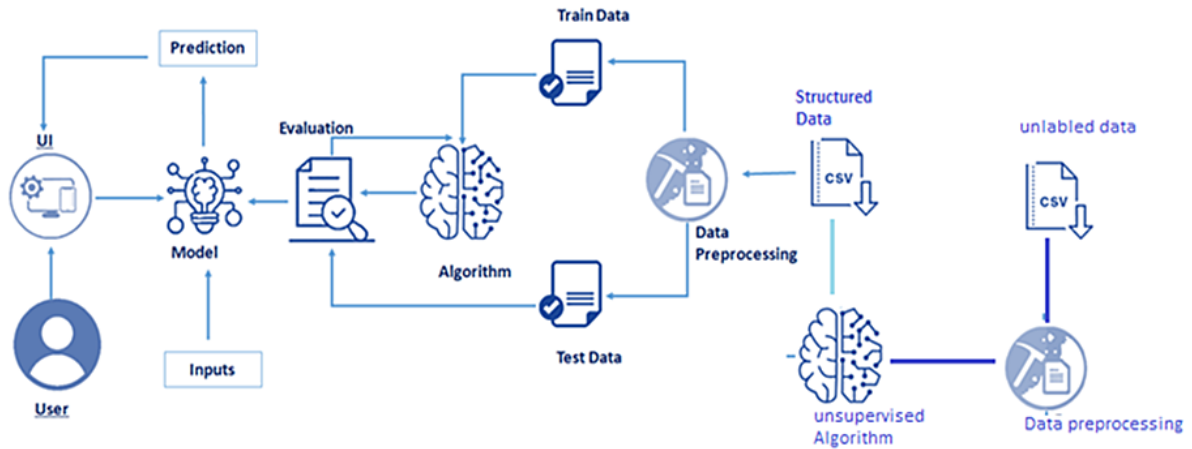 Train Data
Prediction
Structured
Data
Evaluation
unlabled data
UI
CSV
CSV
Data
Preprocessing
Model
Algorithm
Test Data
Inputs
User
unsupervised
Algorithm
Data preprocessing